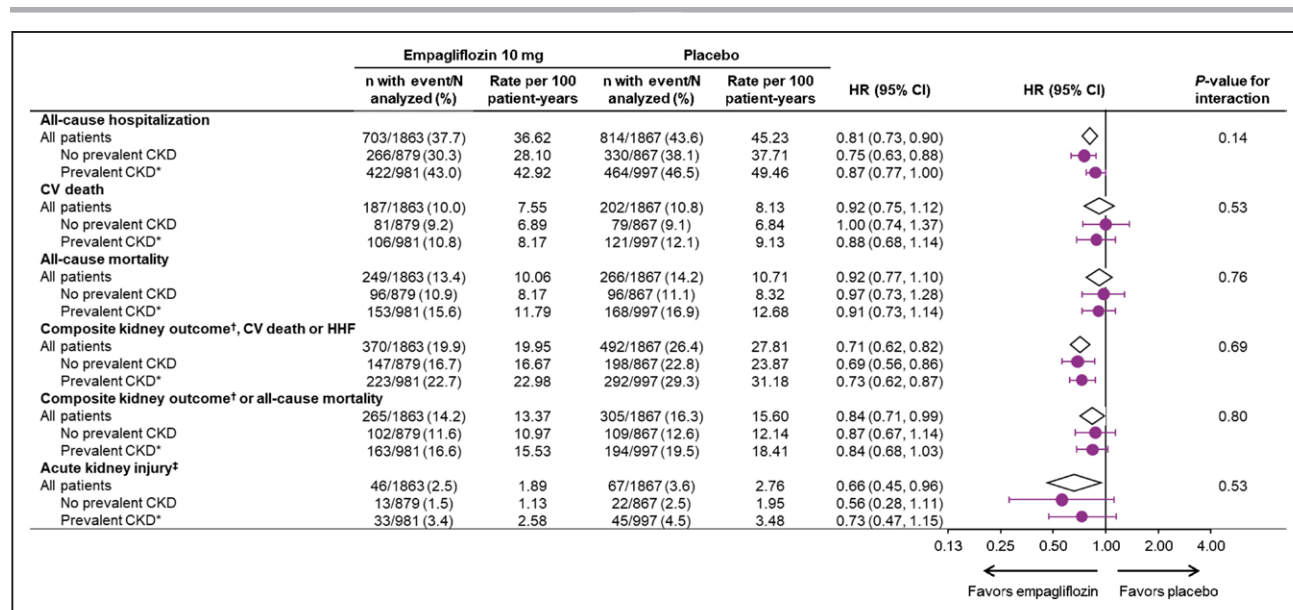 Empagliflozin 10 mg Placebo
n with event/N analyzed (%) Rate per 100 patient-years n with event/N analyzed (%) Rate per 100 patient-years HR (95% CI) HR (95% CI) P-value for interaction
All-cause hospitalization
All patients 703/1863 (37.7) 36.62 814/1867 (43.6) 45.23 0.81 (0.73, 0.90) 0.14
No prevalent CKD 266/879 (30.3) 28.10 330/867 (38.1) 37.71 0.75 (0.63, 0.88)
Prevalent CKD* 422/981 (43.0) 42.92 464/997 (46.5) 49.46 0.87 (0.77, 1.00)
CV death
All patients 187/1863 (10.0) 7.55 202/1867 (10.8) 8.13 0.92 (0.75, 1.12) 0.53
No prevalent CKD 81/879 (9.2) 6.89 79/867 (9.1) 6.84 1.00 (0.74, 1.37)
Prevalent CKD* 106/981 (10.8) 8.17 121/997 (12.1) 9.13 0.88 (0.68, 1.14)
All-cause mortality
All patients 249/1863 (13.4) 10.06 266/1867 (14.2) 10.71 0.92 (0.77, 1.10) 0.76
No prevalent CKD 96/879 (10.9) 8.17 96/867 (11.1) 8.32 0.97 (0.73, 1.28)
Prevalent CKD* 153/981 (15.6) 11.79 168/997 (16.9) 12.68 0.91 (0.73, 1.14)
Composite kidney outcome†, CV death or HHF
All patients 370/1863 (19.9) 19.95 492/1867 (26.4) 27.81 0.71 (0.62, 0.82) 0.69
No prevalent CKD 147/879 (16.7) 16.67 198/867 (22.8) 23.87 0.69 (0.56, 0.86)
Prevalent CKD* 223/981 (22.7) 22.98 292/997 (29.3) 31.18 0.73 (0.62, 0.87)
Composite kidney outcome† or all-cause mortality
All patients 265/1863 (14.2) 13.37 305/1867 (16.3) 15.60 0.84 (0.71, 0.99) 0.80
No prevalent CKD 102/879 (11.6) 10.97 109/867 (12.6) 12.14 0.87 (0.67, 1.14)
Prevalent CKD* 163/981 (16.6) 15.53 194/997 (19.5) 18.41 0.84 (0.68, 1.03)
Acute kidney injury‡
All patients 46/1863 (2.5) 1.89 67/1867 (3.6) 2.76 0.66 (0.45, 0.96) 0.53
No prevalent CKD 13/879 (1.5) 1.13 22/867 (2.5) 1.95 0.56 (0.28, 1.11)
Prevalent CKD* 33/981 (3.4) 2.58 45/997 (4.5) 3.48 0.73 (0.47, 1.15)
0.13 0.25 0.50 1.00 2.00 4.00
Favors empagliflozin Favors placebo